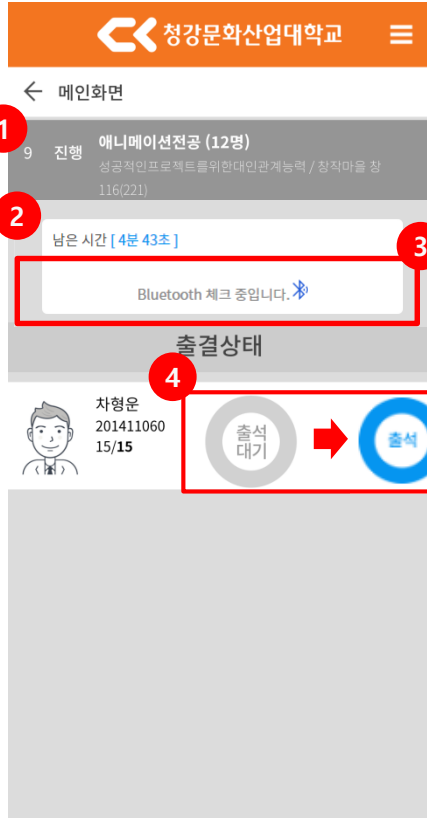 청강문화산업대학교
메인화면
1
9 진행 애니메이션전공 (12명)
성공적인프로젝트를위한대인관계능력 / 창작마을 창
116(221)
2
남은 시간 [ 4분 43초 ]
3
Bluetooth 체크 중입니다.
출결상태
4
차형운
201411060
15/15
출석
대기
출석